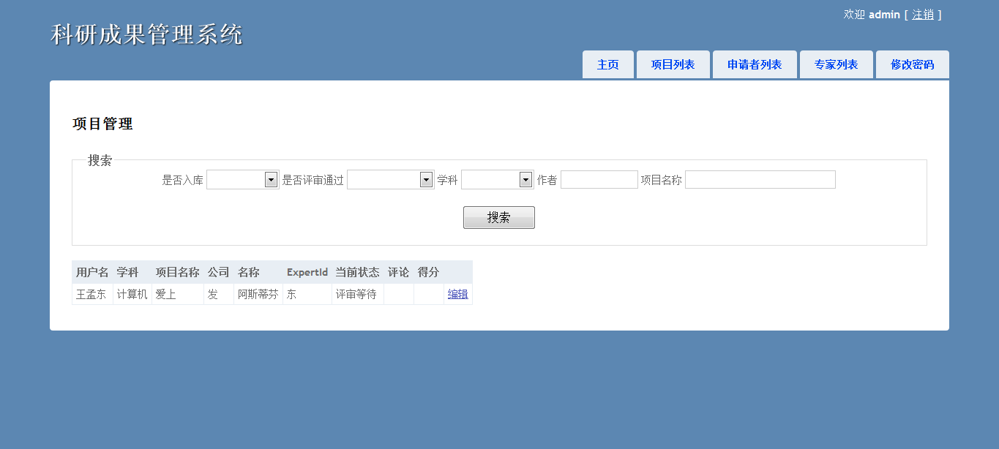 欢迎 admin [ 注销 ]
科研成果管理系统
主页 项目列表 申请者列表 专家列表 修改密码
项目管理
搜索
是否入库 是否评审通过 学科 作者 项目名称
搜索
用户名 学科 项目名称 公司 名称 ExpertId 当前状态 评论 得分
王孟东 计算机 爱上 发 阿斯蒂芬 东 评审等待 编辑